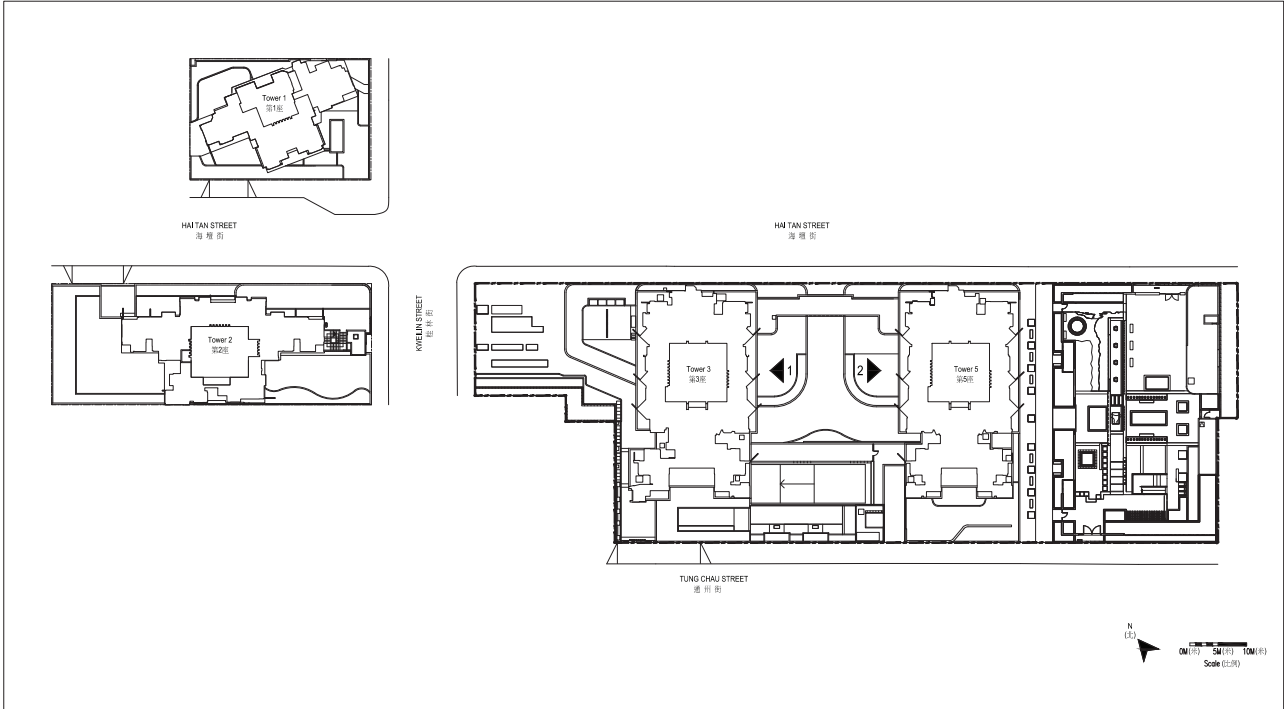 Tower 1
第1座
HAI TAN STREET
海壇街
HAI TAN STREET
海壇街
Tower 2
第2座
KWEILIN STREET
桂林街
Tower 3
第3座
1
2
Tower 5
第5座
TUNG CHAU STREET
通州街
N
(北)
0M(米) 5M(米) 10M(米)
Scale (比例)